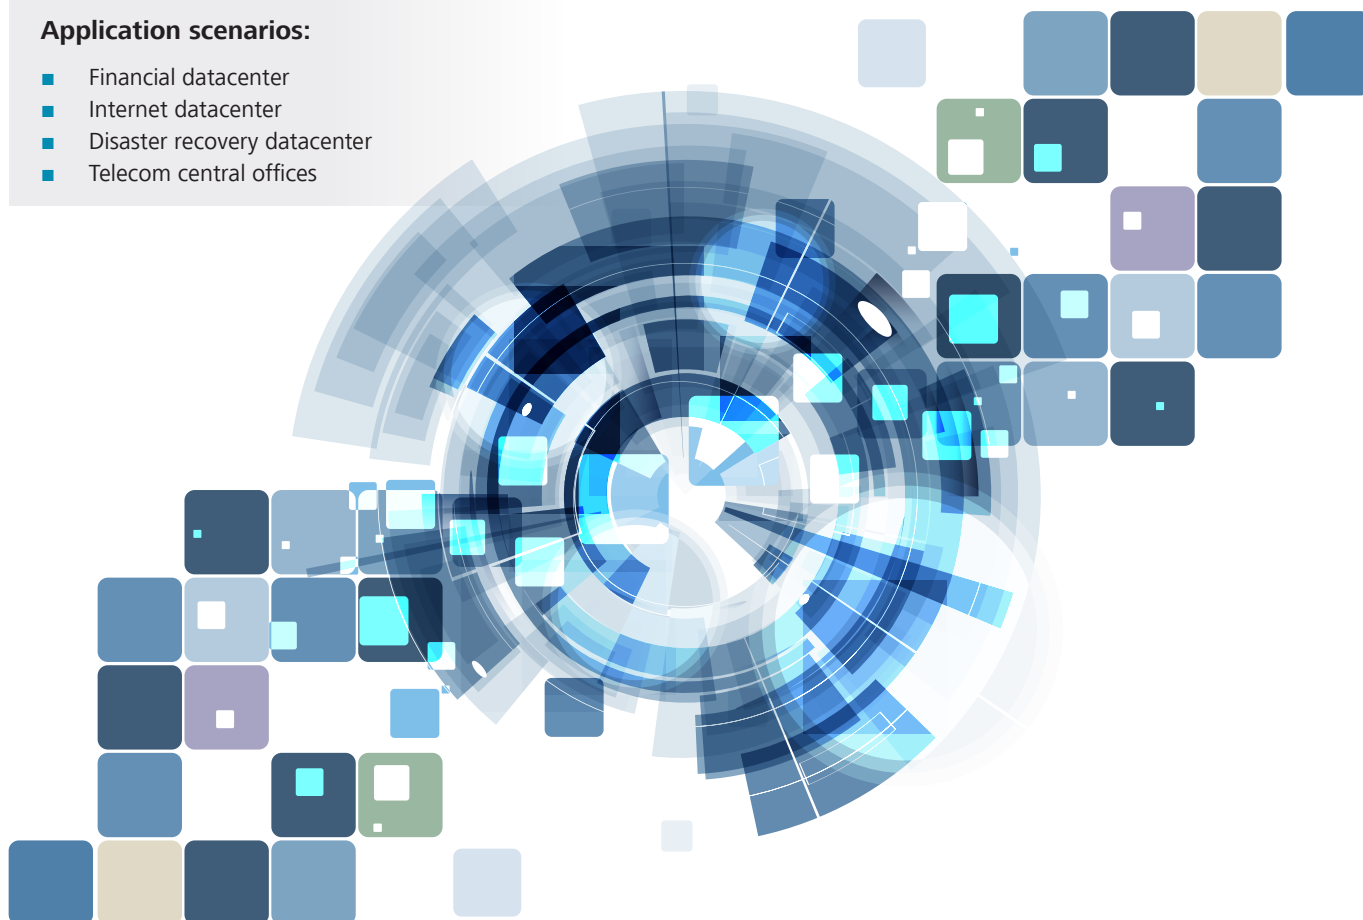 Application scenarios:
■ Financial datacenter
■ Internet datacenter
■ Disaster recovery datacenter
■ Telecom central offices